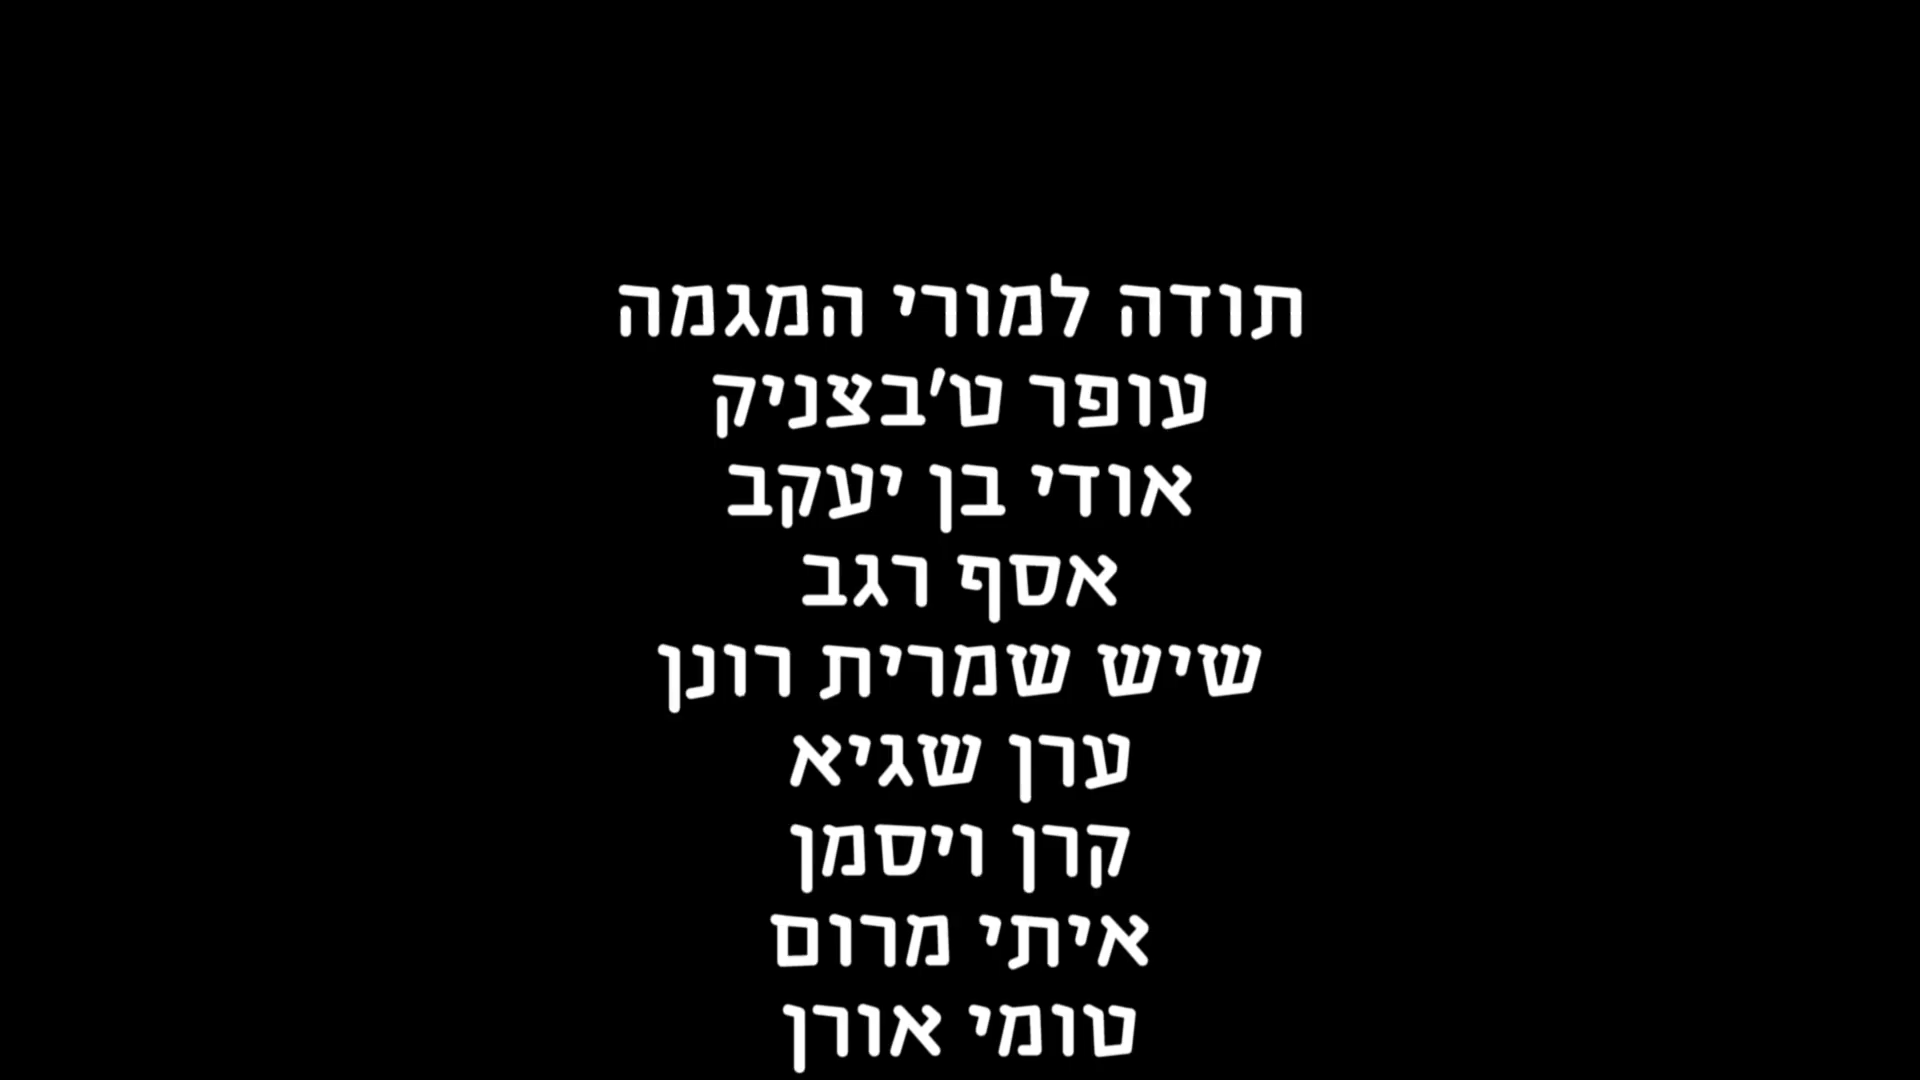 תודה למורי המגמה
עופר ט'בצניק
אודי בן יעקב
אסף רגב
שיש שמרית רונן
ערן שגיא
קרן ויסמן
איתי מרום
טומי אורן